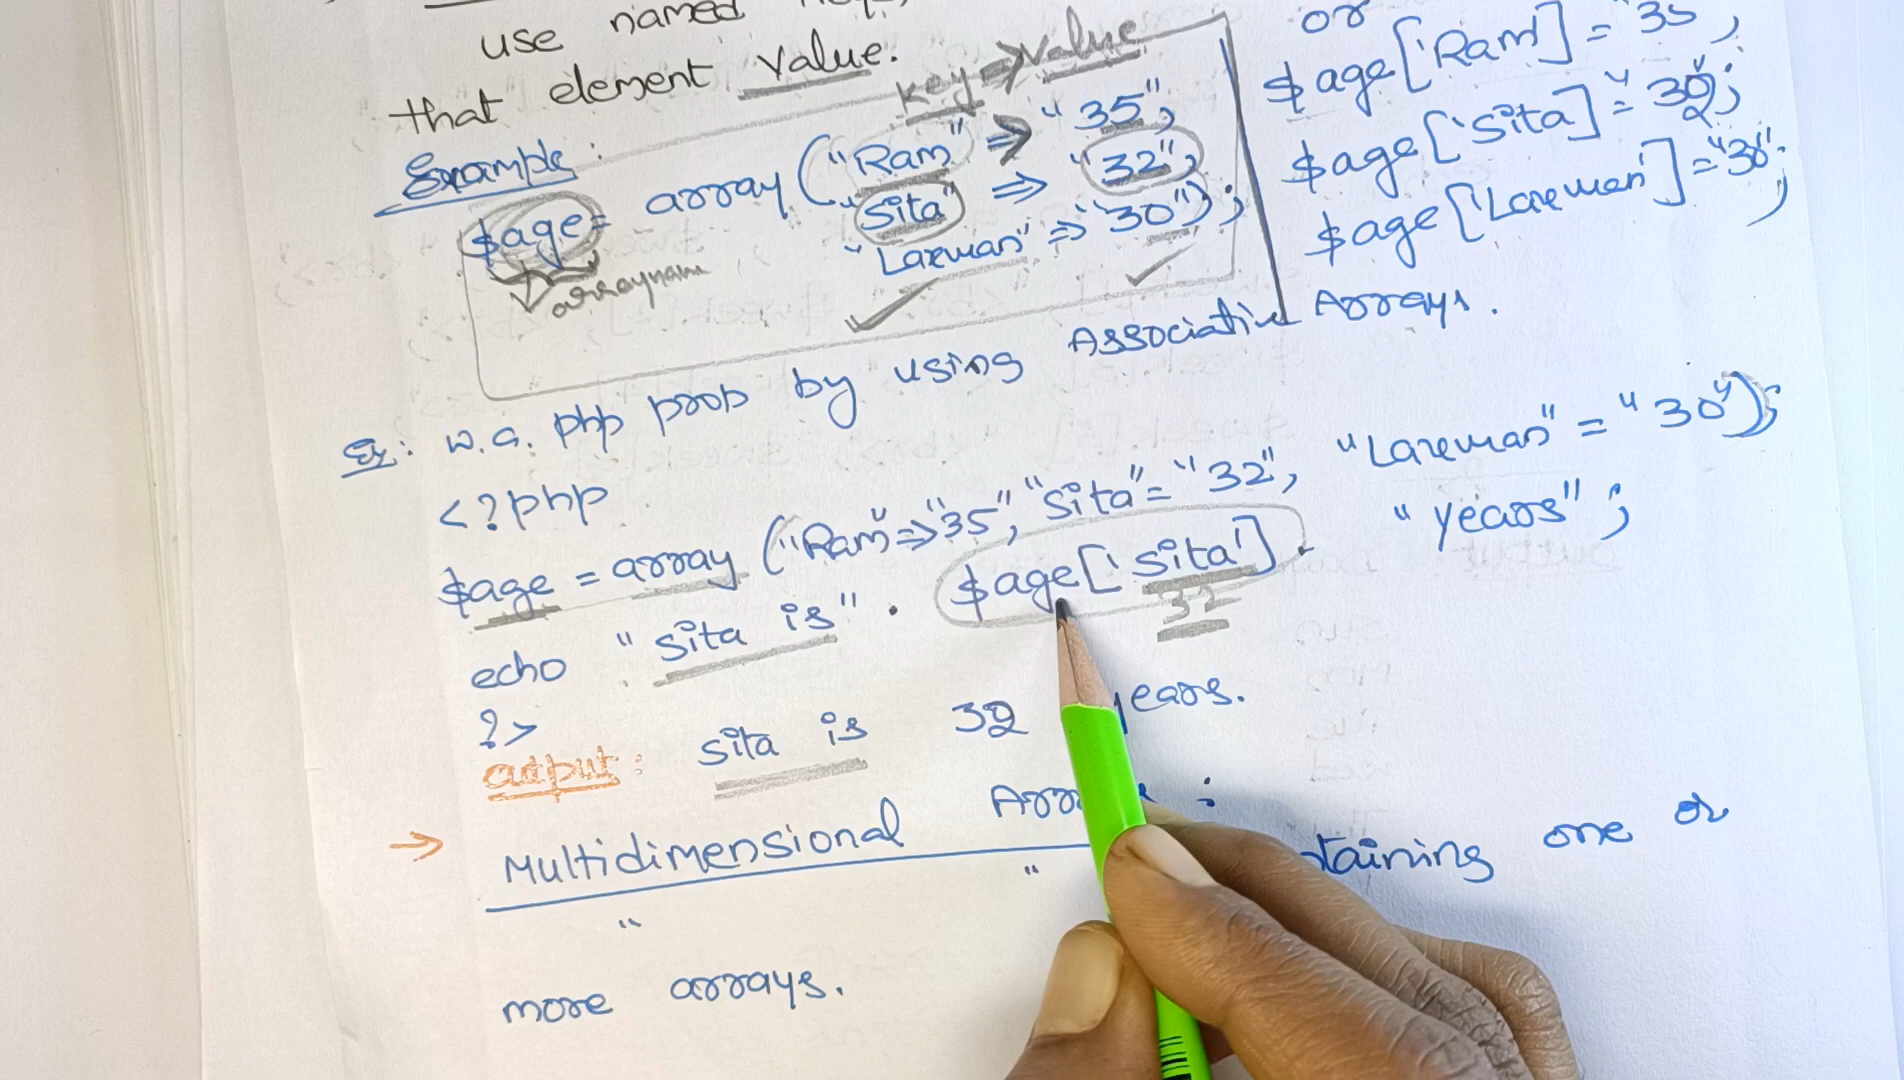 use named
that element value.
key => value
Example:
$age = array ("Ram" => "35",
"Sita" => "32",
"Laxman" => "30");
arrayname
or
$age['Ram'] = "35";
$age['Sita] = "32";
$age['Laxman'] = "30";
Ex: w.a. php prob by using Associative Arrays.
<?php
$age = array ("Ram" => "35", "Sita" = "32", "Laxman" = "30");
echo "Sita is" . $age['Sita'] . "years";
32
?>
output: Sita is 32 years.
→ Multidimensional :
" " one or
more arrays.